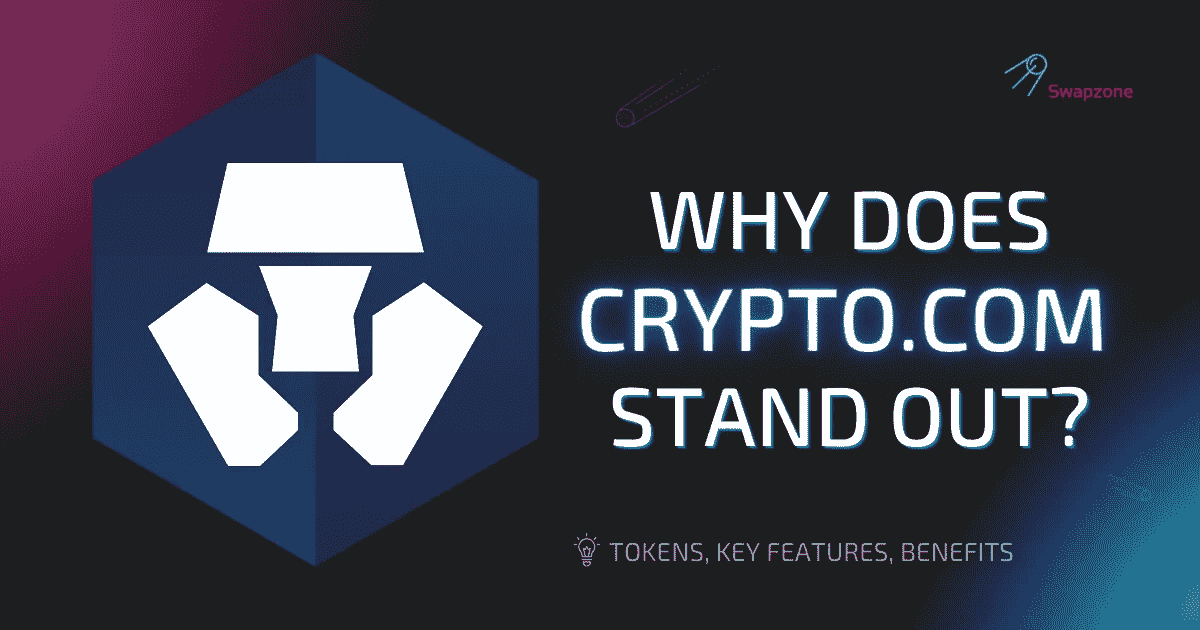 Swapzone
WHY DOES
CRYPTO.COM
STAND OUT?
TOKENS, KEY FEATURES, BENEFITS